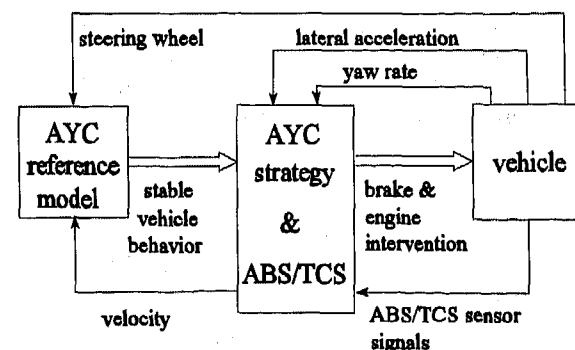 steering wheel
lateral acceleration
yaw rate
AYC
reference
model
stable
vehicle
behavior
AYC
strategy
&
ABS/TCS
brake &
engine
intervention
vehicle
velocity
ABS/TCS sensor
signals